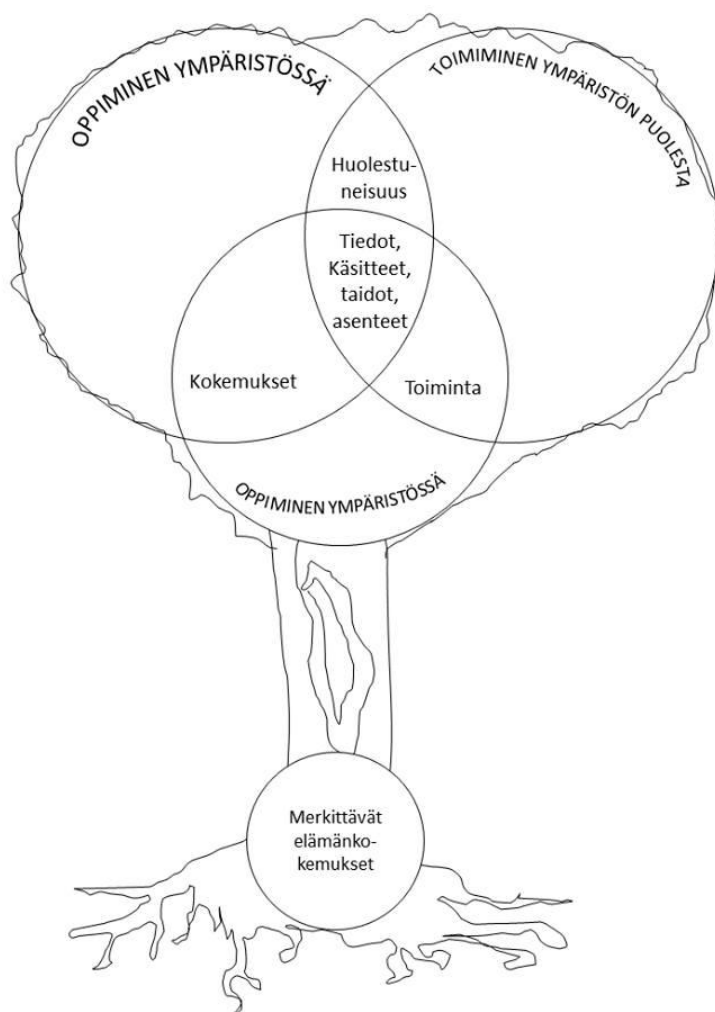 OPPIMINEN YMPÄRISTÖSSÄ
TOIMIMINEN YMPÄRISTÖN PUOLESTA
Huolestu-
neisuus
Tiedot,
Käsitteet,
taidot,
asenteet
Kokemukset
Toiminta
OPPIMINEN YMPÄRISTÖSSÄ
Merkittävät
elämänko-
kemukset